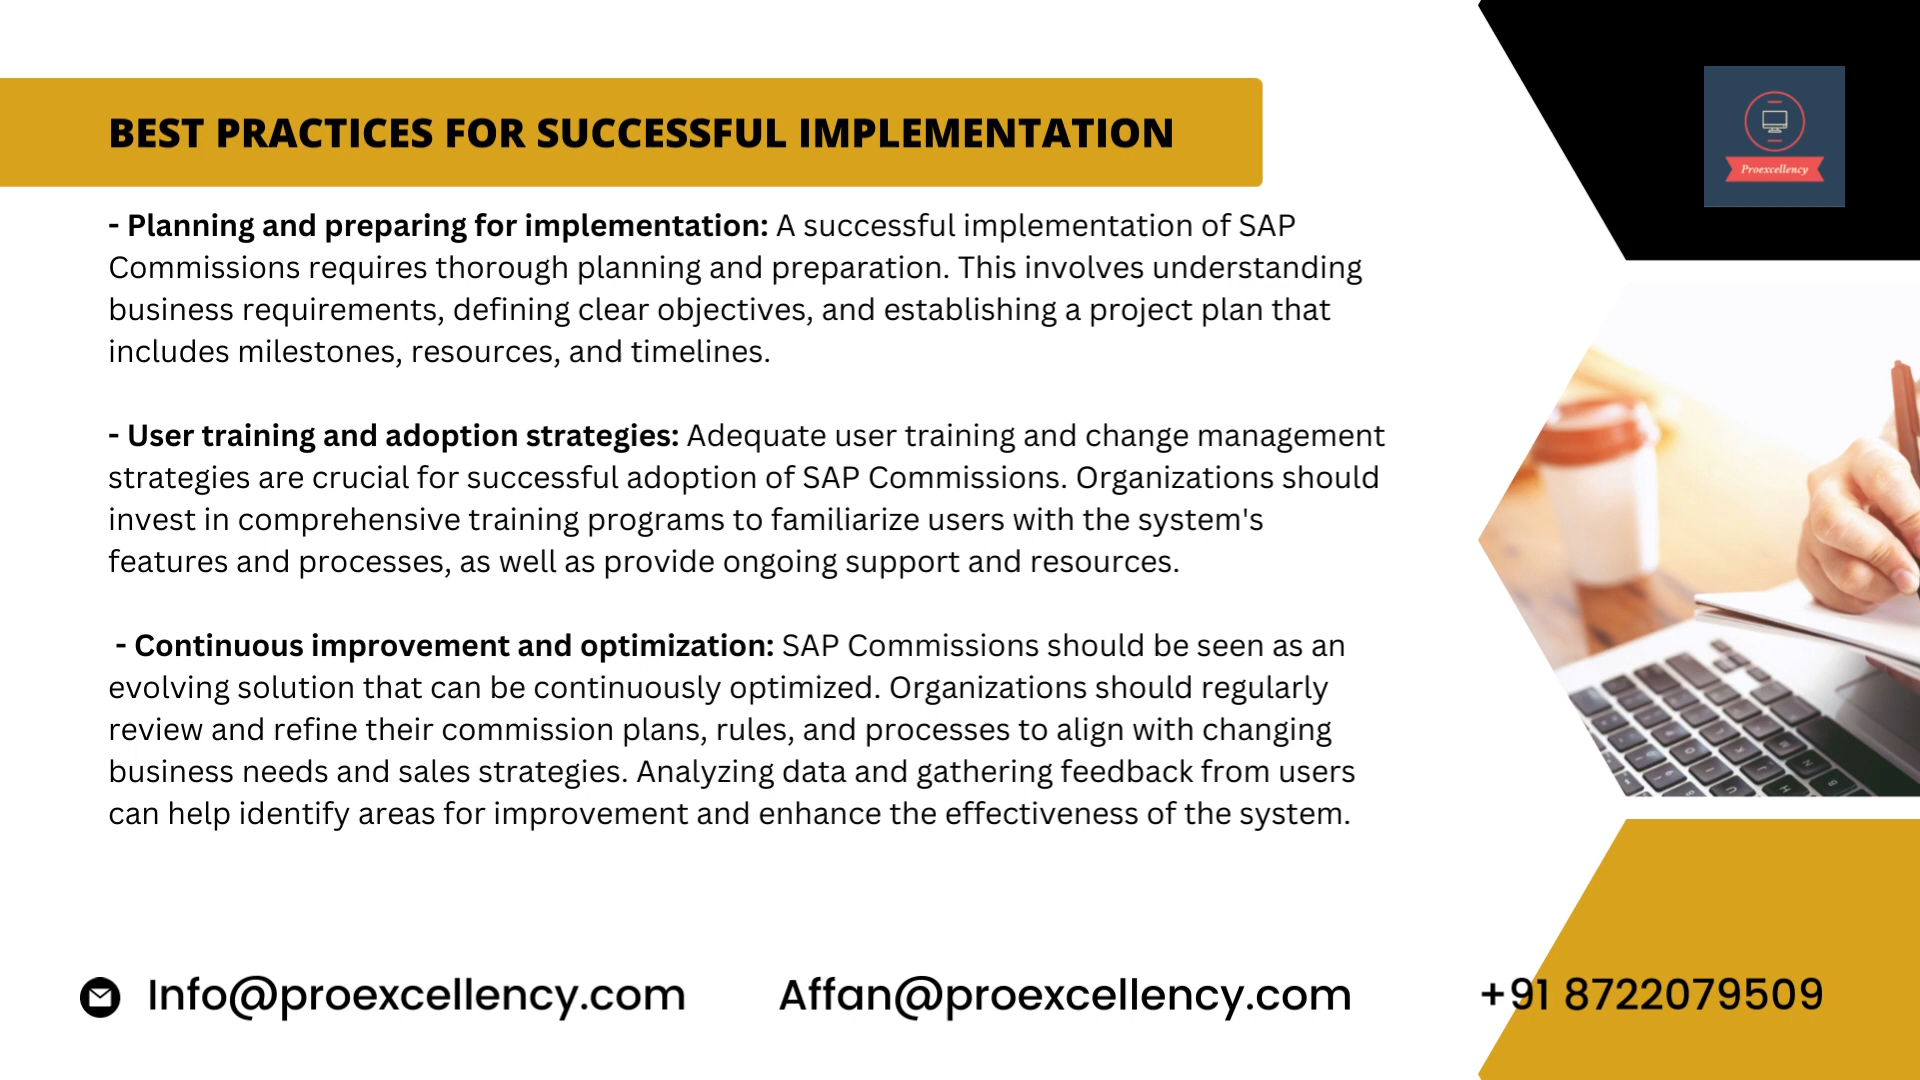 BEST PRACTICES FOR SUCCESSFUL IMPLEMENTATION
Proexcellency
- Planning and preparing for implementation: A successful implementation of SAP
Commissions requires thorough planning and preparation. This involves understanding
business requirements, defining clear objectives, and establishing a project plan that
includes milestones, resources, and timelines.
- User training and adoption strategies: Adequate user training and change management
strategies are crucial for successful adoption of SAP Commissions. Organizations should
invest in comprehensive training programs to familiarize users with the system's
features and processes, as well as provide ongoing support and resources.
- Continuous improvement and optimization: SAP Commissions should be seen as an
evolving solution that can be continuously optimized. Organizations should regularly
review and refine their commission plans, rules, and processes to align with changing
business needs and sales strategies. Analyzing data and gathering feedback from users
can help identify areas for improvement and enhance the effectiveness of the system.
Info@proexcellency.com Affan@proexcellency.com +91 8722079509